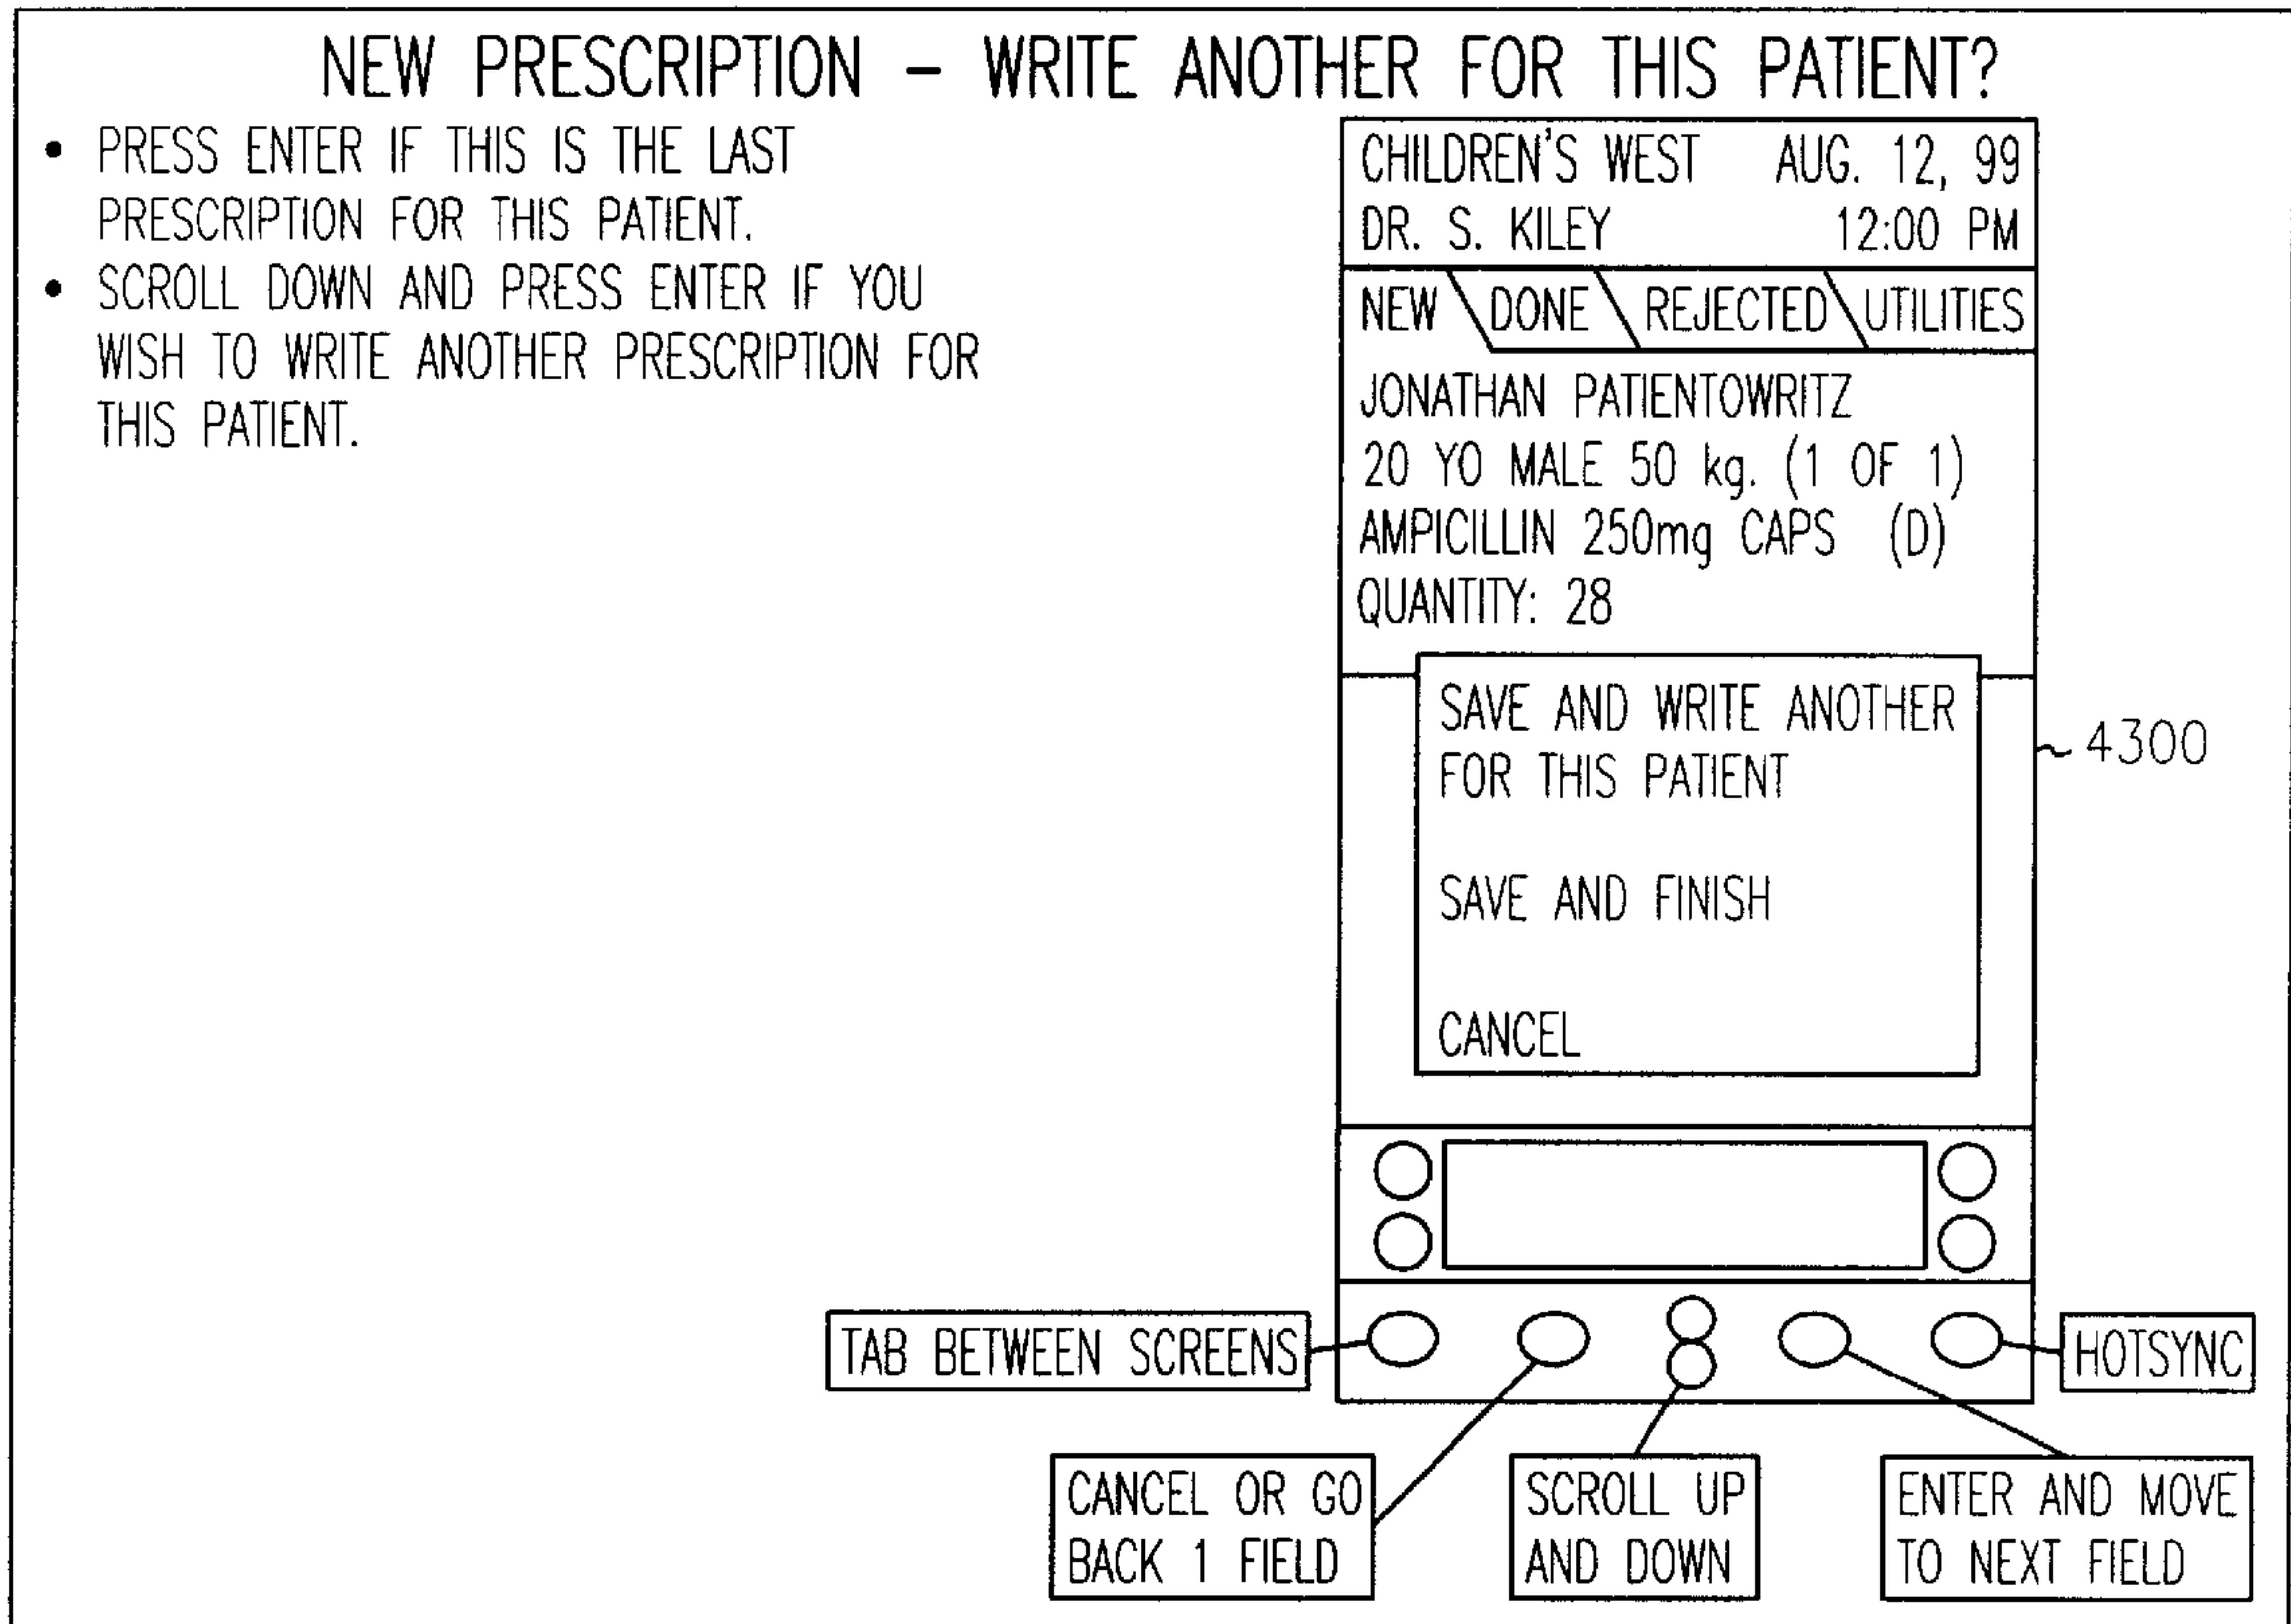 NEW PRESCRIPTION – WRITE ANOTHER FOR THIS PATIENT?
• PRESS ENTER IF THIS IS THE LAST
PRESCRIPTION FOR THIS PATIENT.
• SCROLL DOWN AND PRESS ENTER IF YOU
WISH TO WRITE ANOTHER PRESCRIPTION FOR
THIS PATIENT.
CHILDREN'S WEST AUG. 12, 99
DR. S. KILEY 12:00 PM
NEW DONE REJECTED UTILITIES
JONATHAN PATIENTOWRITZ
20 YO MALE 50 kg. (1 OF 1)
AMPICILLIN 250mg CAPS (D)
QUANTITY: 28
SAVE AND WRITE ANOTHER
FOR THIS PATIENT
4300
SAVE AND FINISH
CANCEL
TAB BETWEEN SCREENS
HOTSYNC
CANCEL OR GO
BACK 1 FIELD
SCROLL UP
AND DOWN
ENTER AND MOVE
TO NEXT FIELD